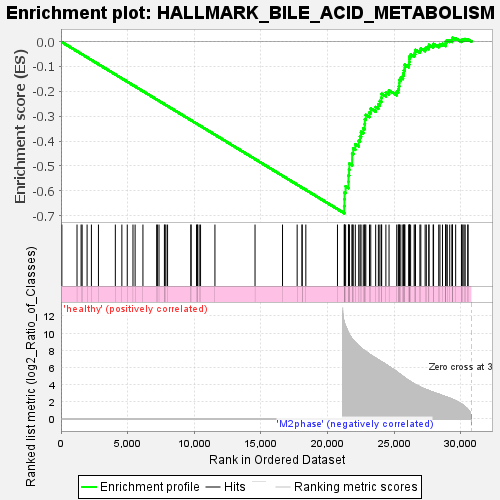 Enrichment plot: HALLMARK_BILE_ACID_METABOLISM
Enrichment score (ES)
0.0
-0.1
-0.2
-0.3
-0.4
-0.5
-0.6
-0.7
'healthy' (positively correlated)
Ranked list metric (log2_Ratio_of_Classes)
12
10
8
6
4
2
0
Zero cross at 3
'M2phase' (negatively correlated)
0
5,000
10,000
15,000
20,000
25,000
30,000
Rank in Ordered Dataset
Enrichment profile
Hits
Ranking metric scores